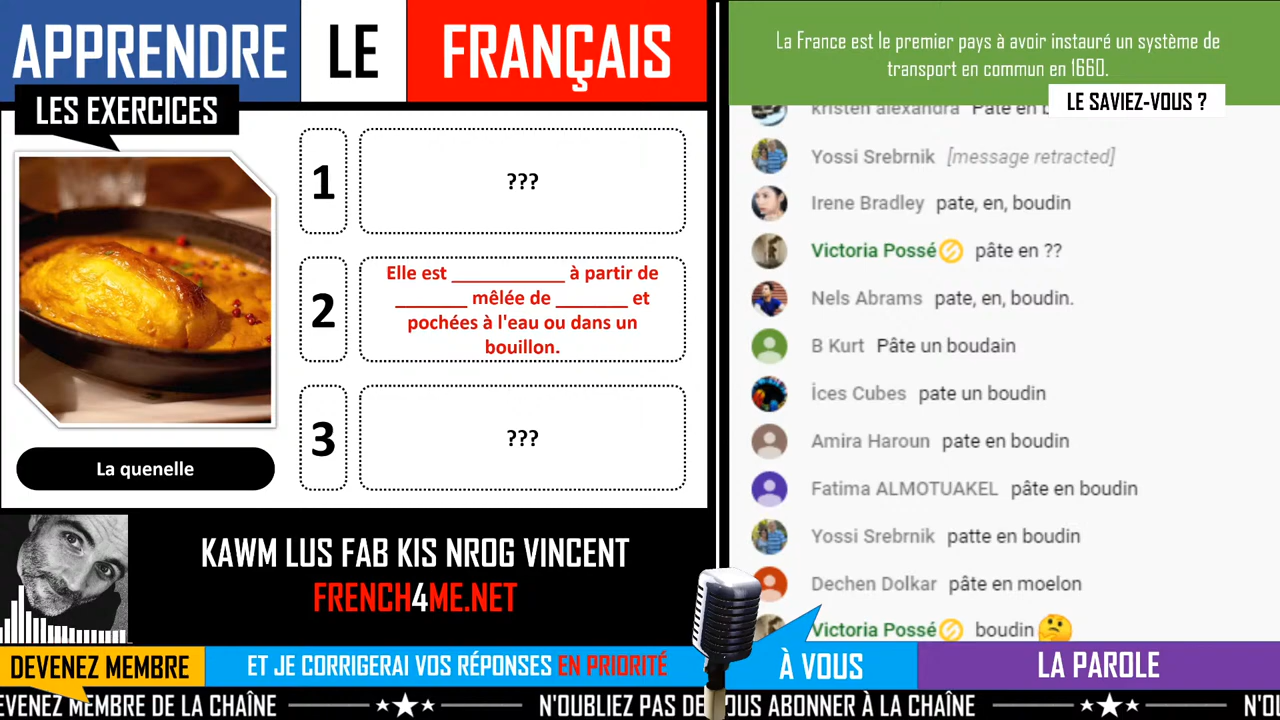 APPRENDRE LE FRANÇAIS
LES EXERCICES
1
???
2
Elle est ___________ à partir de
_______ mêlée de _______ et
pochées à l'eau ou dans un
bouillon.
3
???
La quenelle
KAWM LUS FAB KIS NROG VINCENT
FRENCH4ME.NET
DEVENEZ MEMBRE
ET JE CORRIGERAI VOS RÉPONSES EN PRIORITÉ
La France est le premier pays à avoir instauré un système de
transport en commun en 1660.
LE SAVIEZ-VOUS ?
kristen alexandra Pâte en
Yossi Srebrnik [message retracted]
Irene Bradley pate, en, boudin
Victoria Possé pâte en ??
Nels Abrams pate, en, boudin.
B Kurt Pâte un boudain
İces Cubes pate un boudin
Amira Haroun pate en boudin
Fatima ALMOTUAKEL pâte en boudin
Yossi Srebrnik patte en boudin
Dechen Dolkar pâte en moelon
Victoria Possé boudin 🤔
À VOUS
LA PAROLE
EVENEZ MEMBRE DE LA CHAÎNE
N'OUBLIEZ PAS DE VOUS ABONNER À LA CHAÎNE
N'O